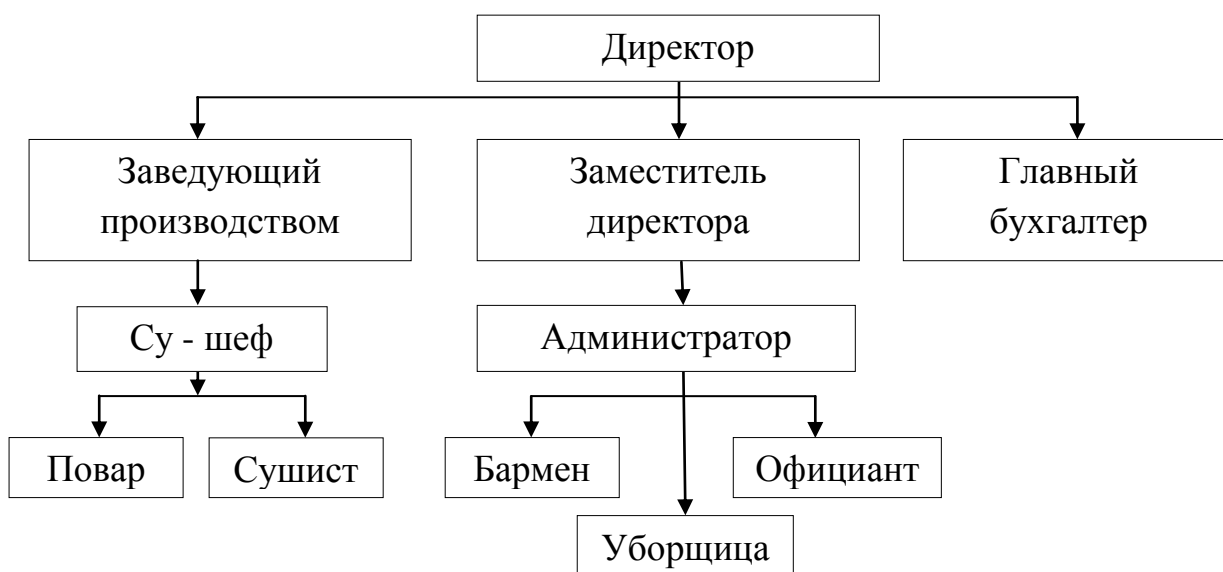 Директор
Заведующий
производством
Заместитель
директора
Главный
бухгалтер
Су - шеф
Администратор
Повар
Сушист
Бармен
Официант
Уборщица